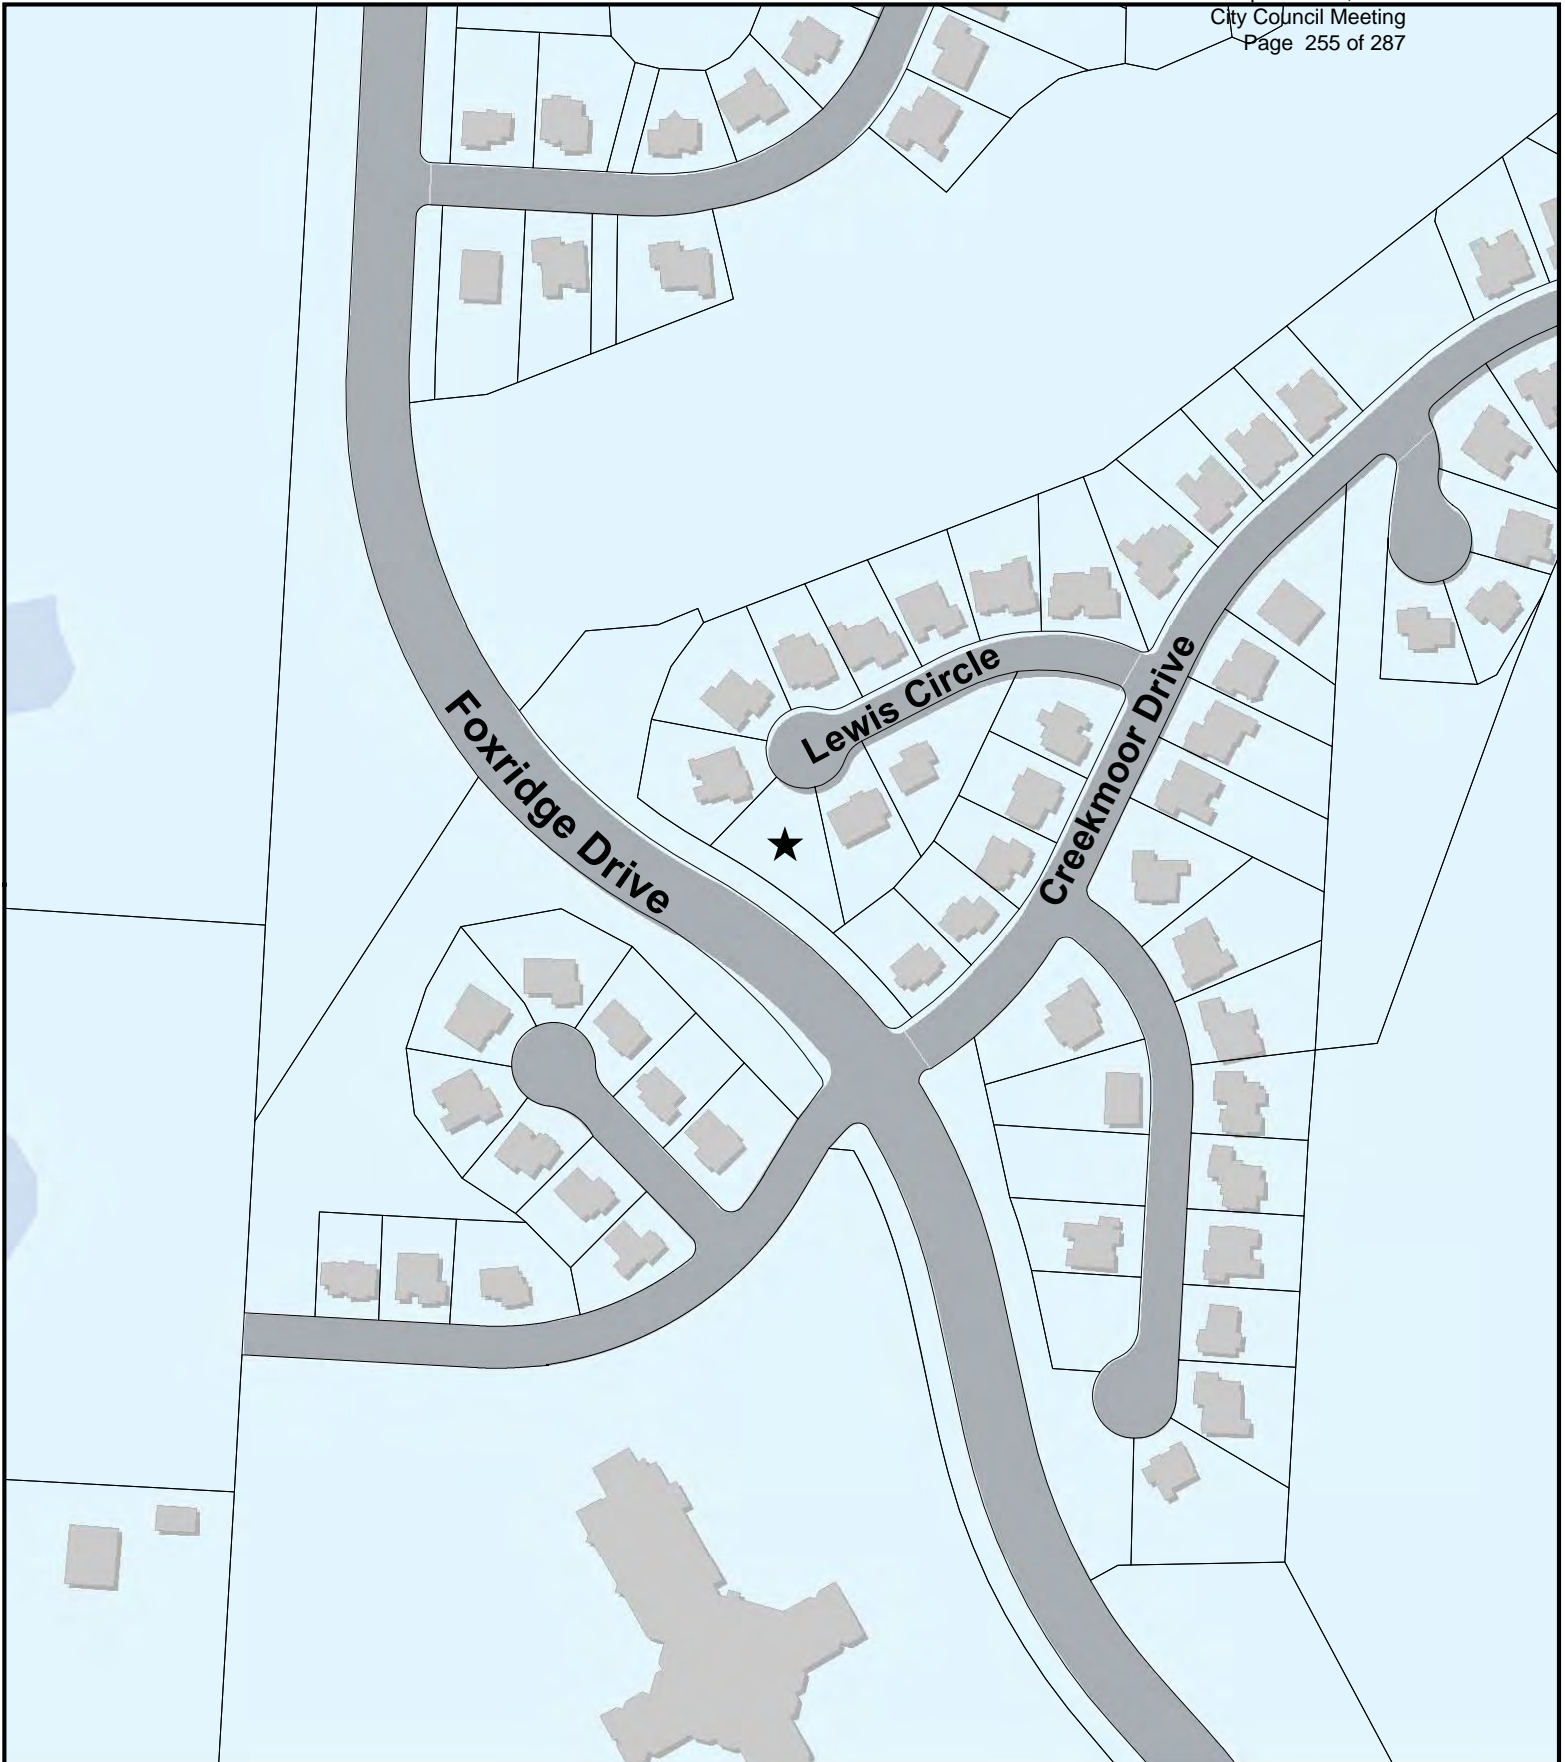 City Council Meeting
Page 255 of 287
Lewis Circle
Creekmoor Drive
Foxridge Drive